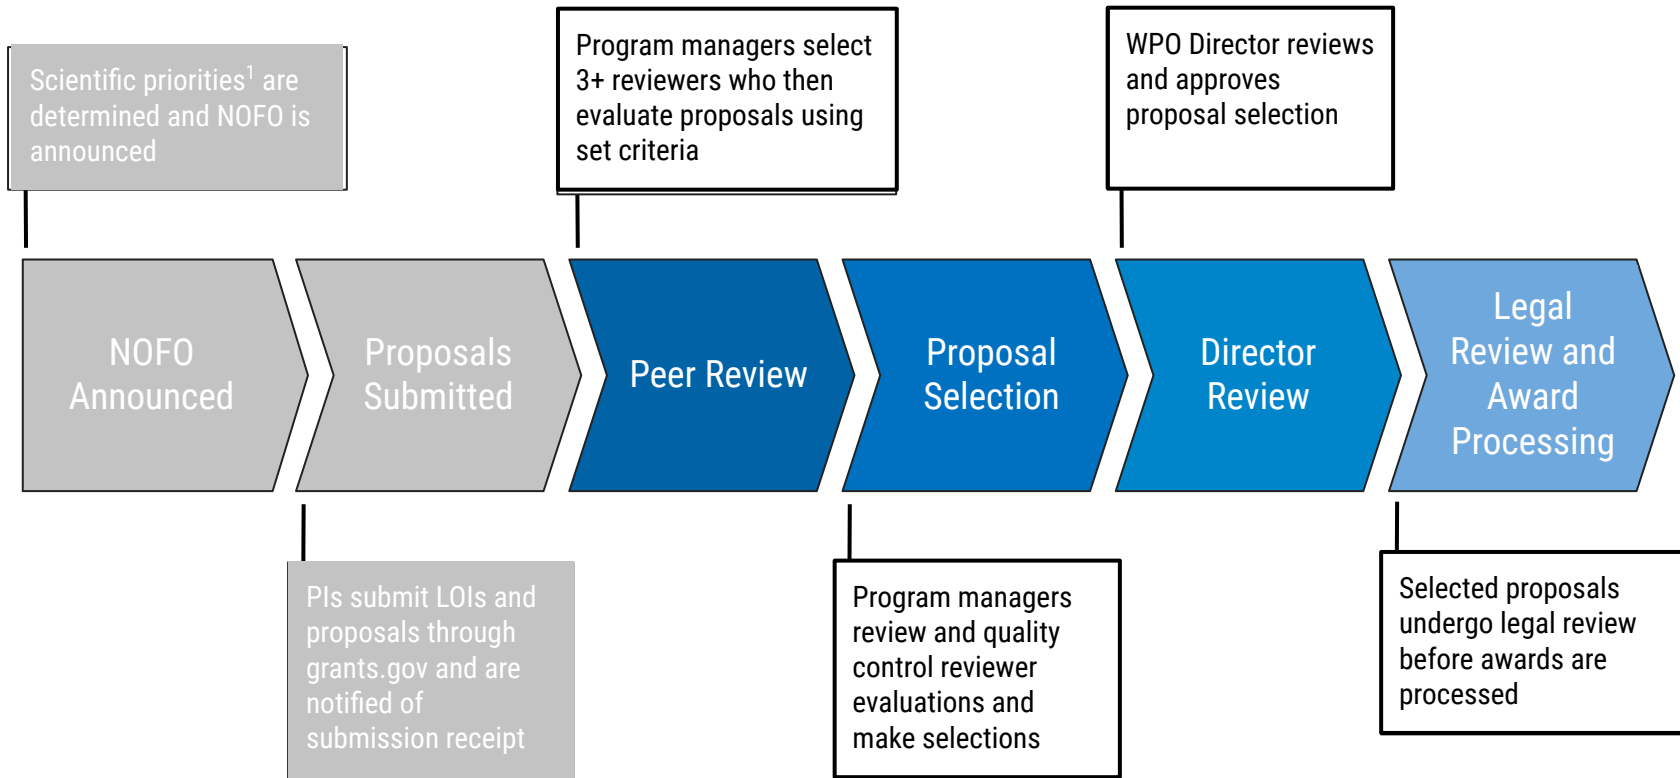 Scientific priorities¹ are
determined and NOFO is
announced
Program managers select
3+ reviewers who then
evaluate proposals using
set criteria
WPO Director reviews
and approves
proposal selection
NOFO
Announced
Proposals
Submitted
Peer Review
Proposal
Selection
Director
Review
Legal
Review and
Award
Processing
PIs submit LOIs and
proposals through
grants.gov and are
notified of
submission receipt
Program managers
review and quality
control reviewer
evaluations and
make selections
Selected proposals
undergo legal review
before awards are
processed